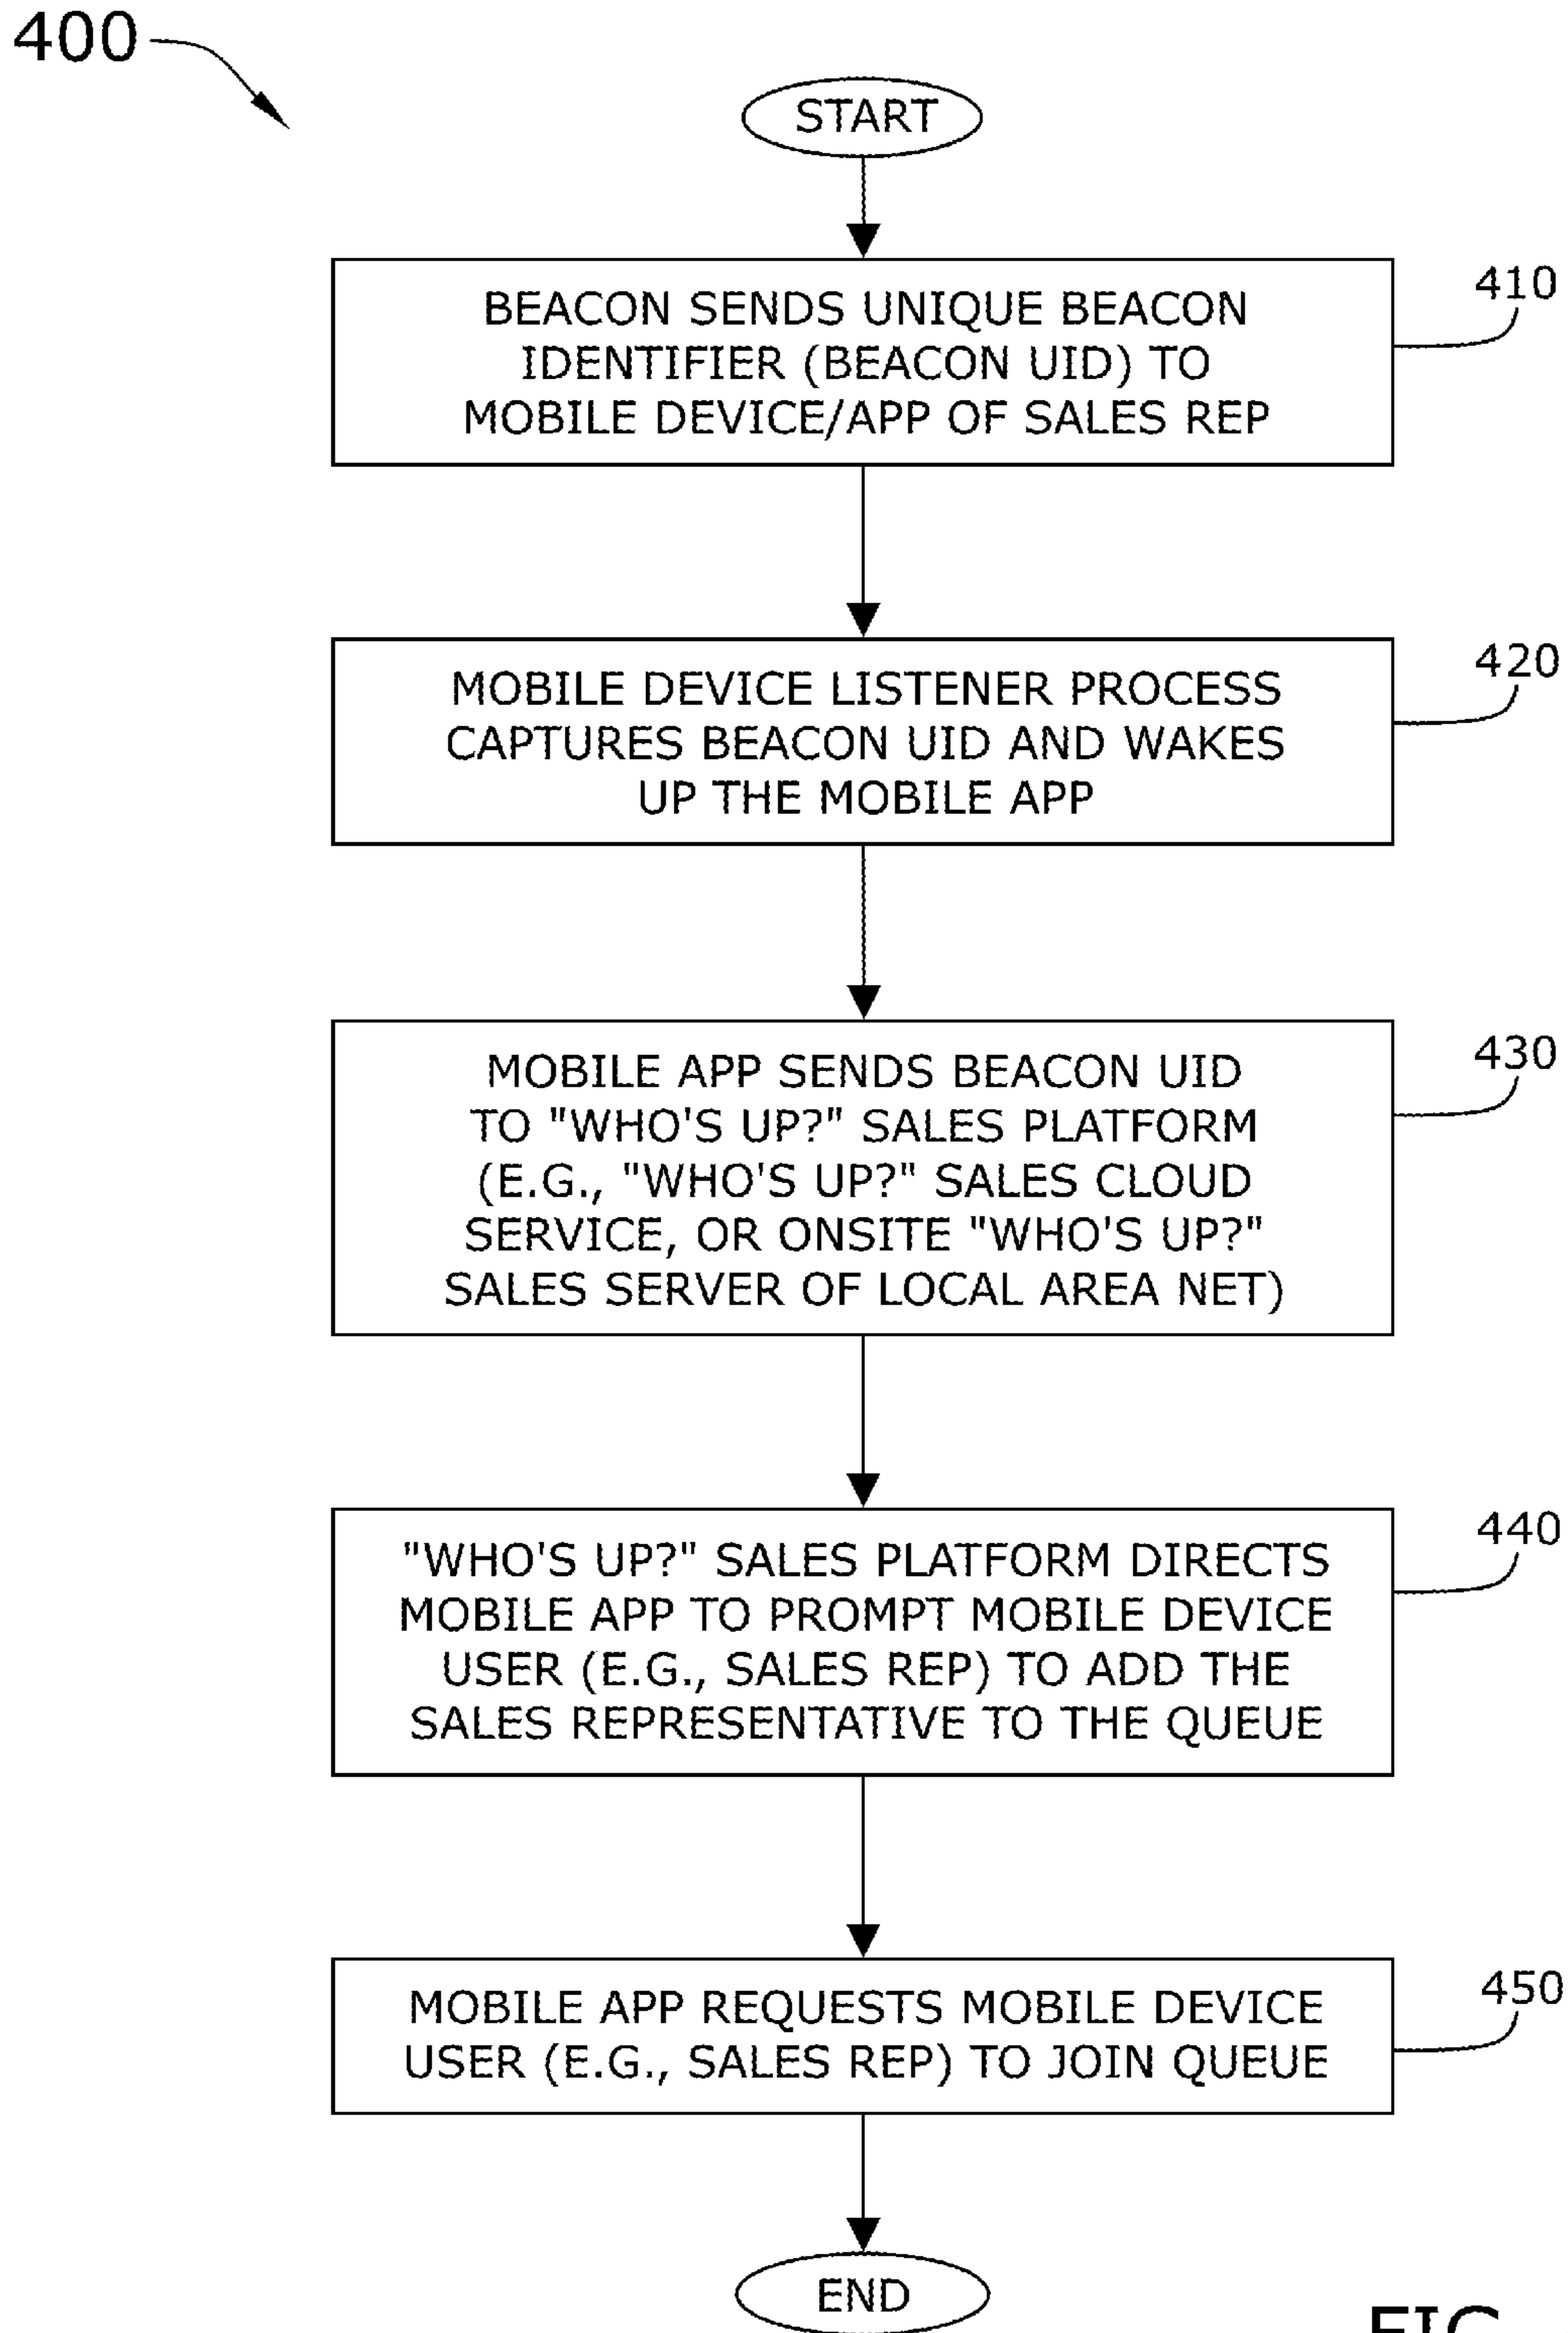 400
START
BEACON SENDS UNIQUE BEACON
IDENTIFIER (BEACON UID) TO
MOBILE DEVICE/APP OF SALES REP
410
MOBILE DEVICE LISTENER PROCESS
CAPTURES BEACON UID AND WAKES
UP THE MOBILE APP
420
MOBILE APP SENDS BEACON UID
TO "WHO'S UP?" SALES PLATFORM
(E.G., "WHO'S UP?" SALES CLOUD
SERVICE, OR ONSITE "WHO'S UP?"
SALES SERVER OF LOCAL AREA NET)
430
"WHO'S UP?" SALES PLATFORM DIRECTS
MOBILE APP TO PROMPT MOBILE DEVICE
USER (E.G., SALES REP) TO ADD THE
SALES REPRESENTATIVE TO THE QUEUE
440
MOBILE APP REQUESTS MOBILE DEVICE
USER (E.G., SALES REP) TO JOIN QUEUE
450
END
FIG